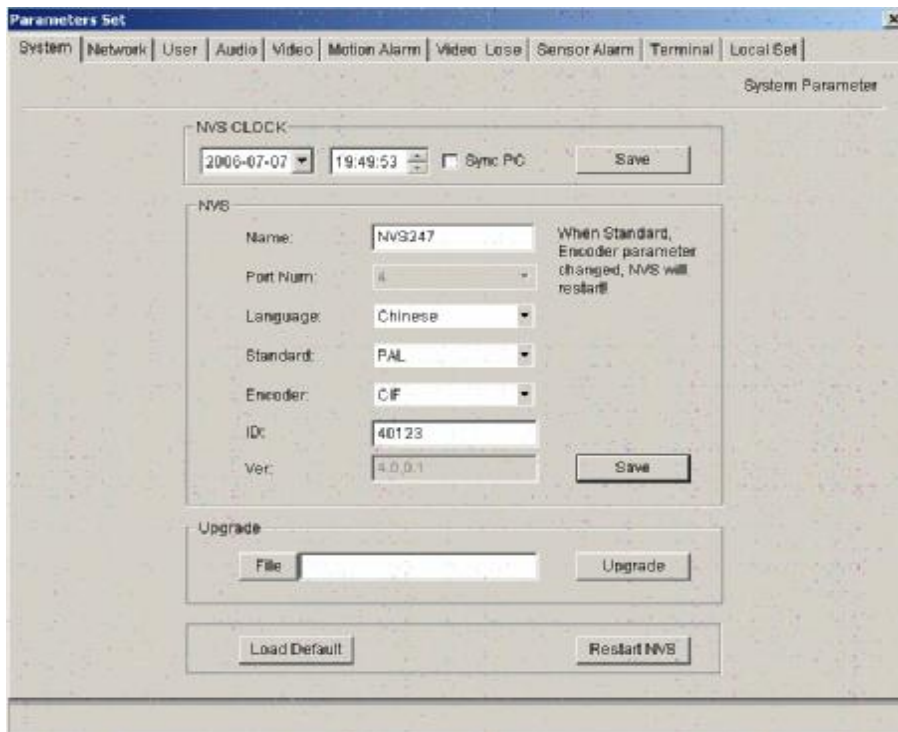 Parameters Set
System Network User Audio Video Motion Alarm Video Lose Sensor Alarm Terminal Local Set
System Parameter
NVS CLOCK
2006-07-07 19:49:53 Sync PC Save
NVS
Name: NVS247
When Standard,
Encoder parameter
changed, NVS will
restart!
Port Num: 4
Language: Chinese
Standard: PAL
Encoder: CIF
ID: 40123
Ver: 4.0.0.1 Save
Upgrade
File Upgrade
Load Default Restart NVS